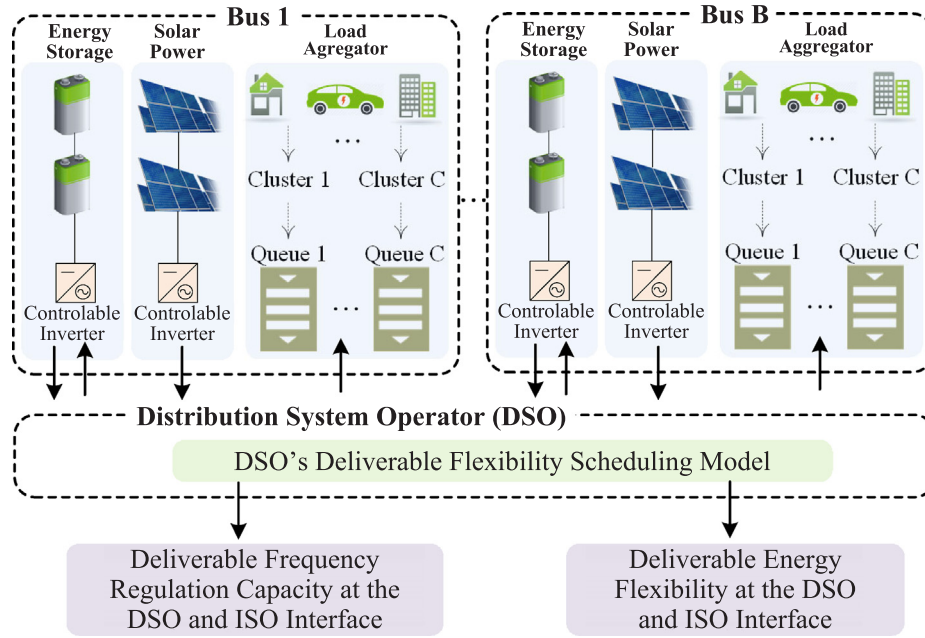 Bus 1
Energy
Storage
Solar
Power
Load
Agregator
Cluster 1
Cluster C
Queue 1
Queue C
...
...
Controlable
Inverter
Controlable
Inverter
...
Bus B
Energy
Storage
Solar
Power
Load
Aggregator
Cluster 1
Cluster C
Queue 1
Queue C
...
...
Controlable
Inverter
Controlable
Inverter
Distribution System Operator (DSO)
DSO's Deliverable Flexibility Scheduling Model
Deliverable Frequency
Regulation Capacity at the
DSO and ISO Interface
Deliverable Energy
Flexibility at the DSO
and ISO Interface